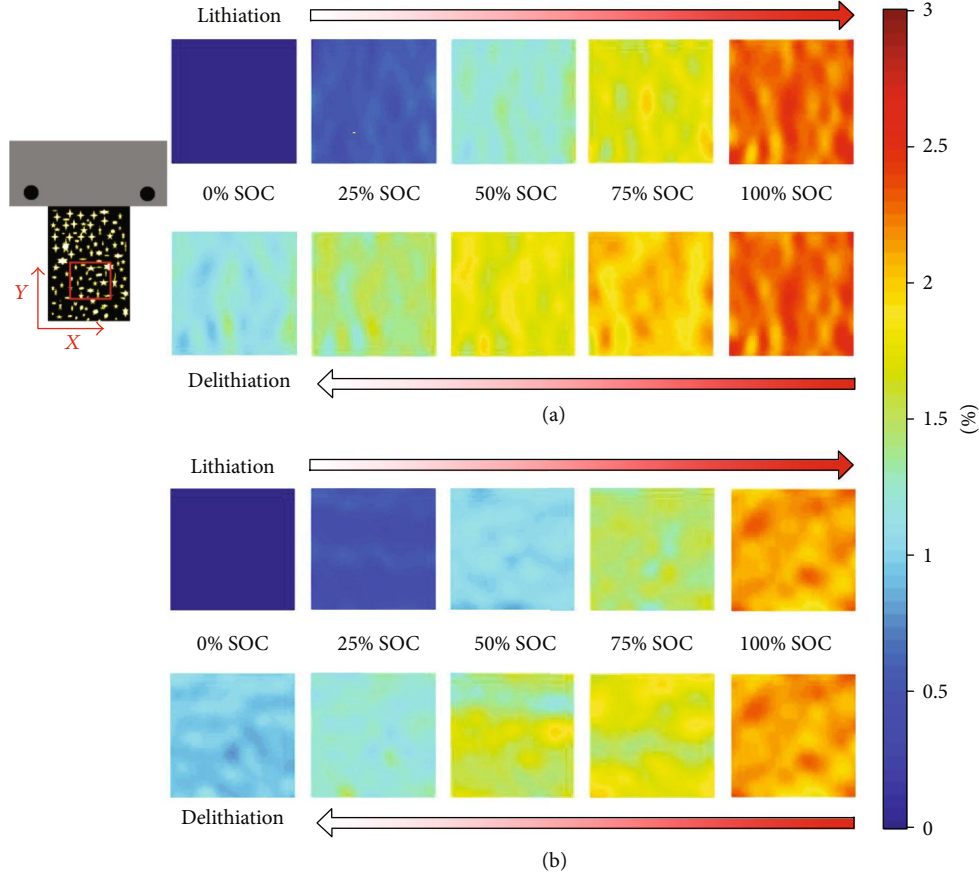 Lithiation
0% SOC 25% SOC 50% SOC 75% SOC 100% SOC
Y
X
Delithiation
(a)
Lithiation
0% SOC 25% SOC 50% SOC 75% SOC 100% SOC
Delithiation
(b)
3
2.5
2
1.5
1
0.5
0
(%)